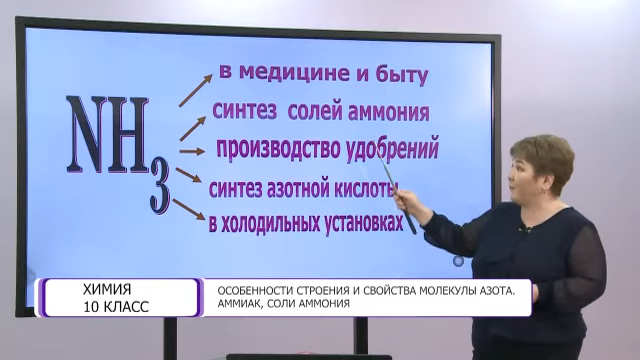 NH3
в медицине и быту
синтез солей аммония
производство удобрений
синтез азотной кислоты
в холодильных установках
ХИМИЯ
10 КЛАСС
ОСОБЕННОСТИ СТРОЕНИЯ И СВОЙСТВА МОЛЕКУЛЫ АЗОТА.
АММИАК, СОЛИ АММОНИЯ